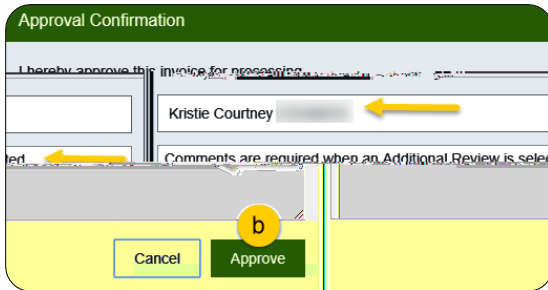 Approval Confirmation
I hereby approve this invoice for processing.
Kristie Courtney
ted
Comments are required when an Additional Review is selec
b
Cancel
Approve